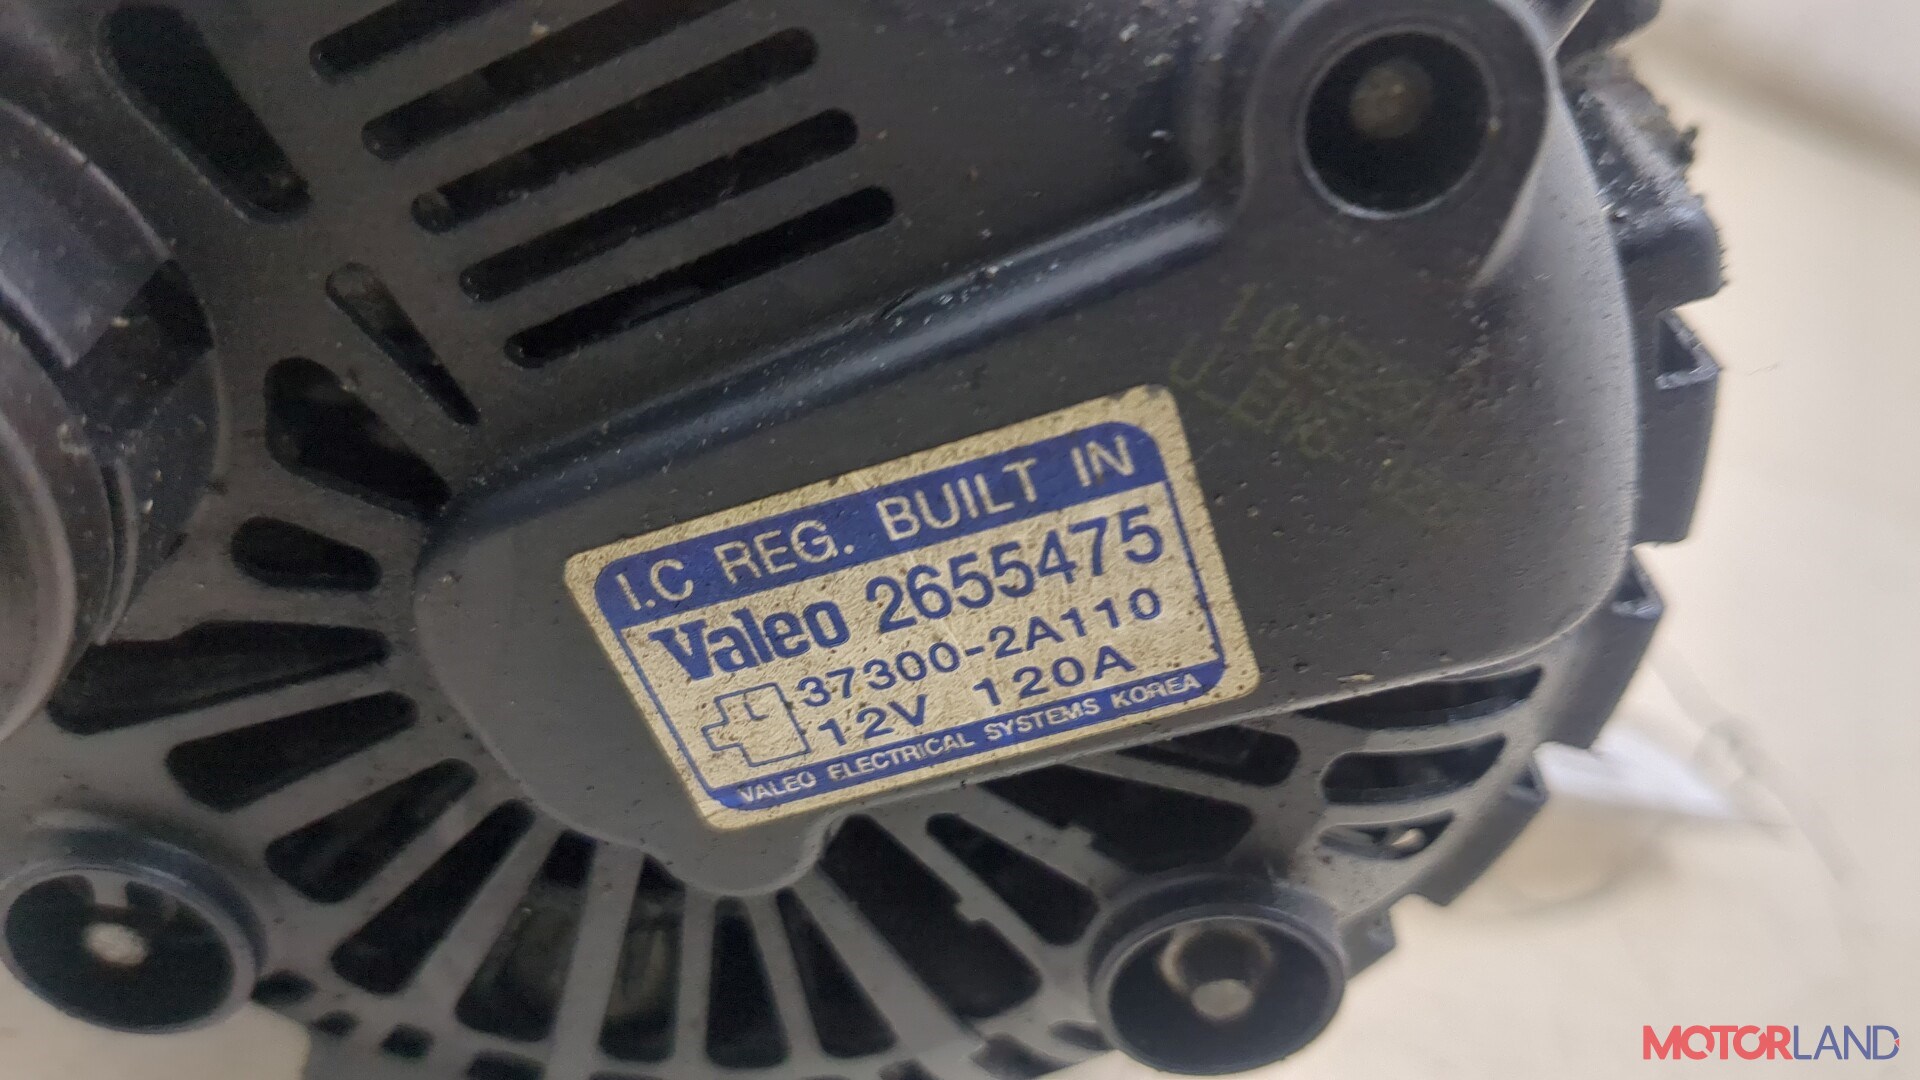 I.C REG. BUILT IN
Valeo 2655475
37300-2A110
12V 120A
VALEO ELECTRICAL SYSTEMS KOREA
MOTORLAND